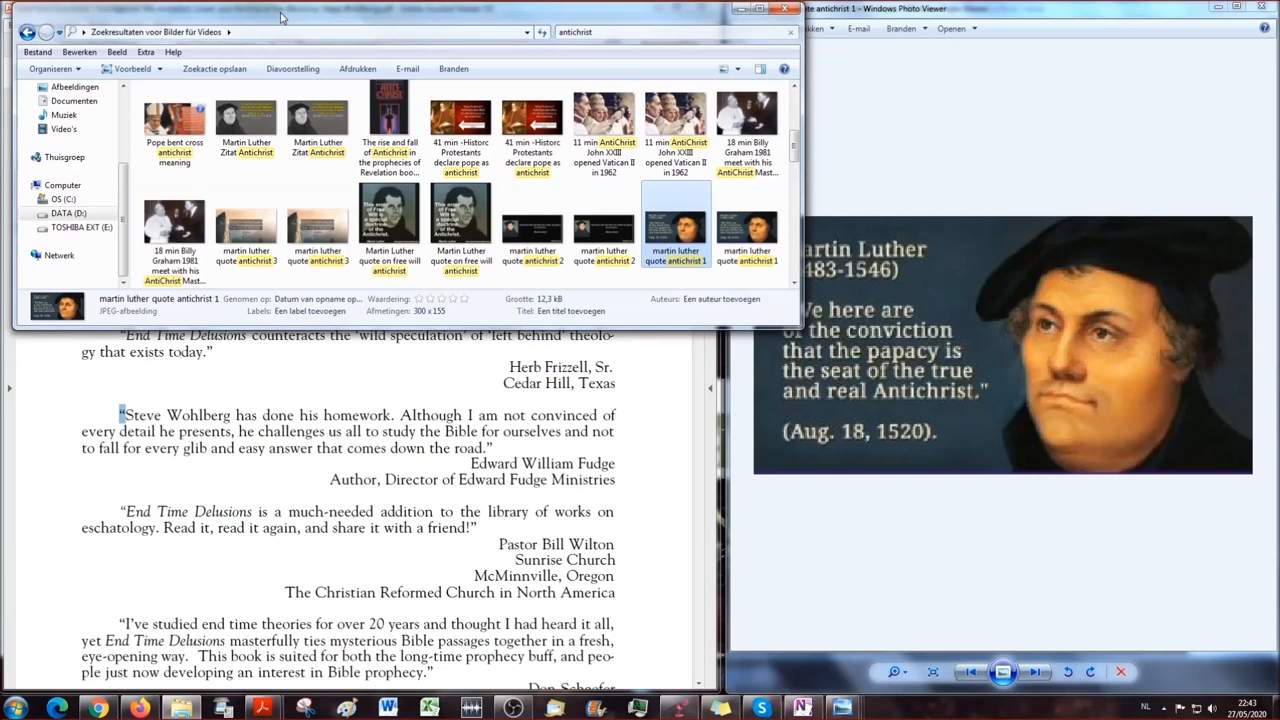 antichrist 1 - Windows Photo Viewer
Zoekresultaten voor Bilder für Videos
antichrist
Branden
Openen
Bestand Bewerken Beeld Extra Help
Organiseren Voorbeeld Zoekactie opslaan Diavoorstelling Afdrukken E-mail Branden
Afbeeldingen
Documenten
Muziek
Video's
Thuisgroep
Computer
OS (C:)
DATA (D:)
TOSHIBA EXT (E:)
Netwerk
Pope bent cross antichrist meaning
Martin Luther Zitat Antichrist
Martin Luther Zitat Antichrist
The rise and fall of Antichrist in the prophecies of Revelation boo...
41 min -Historc Protestants declare pope as antichrist
41 min -Historc Protestants declare pope as antichrist
11 min AntiChrist John XXIII opened Vatican II in 1962
11 min AntiChrist John XXIII opened Vatican II in 1962
18 min Billy Graham 1981 meet with his AntiChrist Mast...
18 min Billy Graham 1981 meet with his AntiChrist Mast...
martin luther quote antichrist 3
martin luther quote antichrist 3
Martin Luther quote on free will antichrist
Martin Luther quote on free will antichrist
martin luther quote antichrist 2
martin luther quote antichrist 2
martin luther quote antichrist 1
martin luther quote antichrist 1
martin luther quote antichrist 1 Genomen op: Datum van opname op... Waardering: Grootte: 12,3 kB Auteurs: Een auteur toevoegen
JPEG-afbeelding Labels: Een label toevoegen Afmetingen: 300 x 155 Titel: Een titel toevoegen
End Time Delusions counteracts the 'wild speculation' of 'left behind' theolo-
gy that exists today."
Herb Frizzell, Sr.
Cedar Hill, Texas
"Steve Wohlberg has done his homework. Although I am not convinced of
every detail he presents, he challenges us all to study the Bible for ourselves and not
to fall for every glib and easy answer that comes down the road."
Edward William Fudge
Author, Director of Edward Fudge Ministries
"End Time Delusions is a much-needed addition to the library of works on
eschatology. Read it, read it again, and share it with a friend!"
Pastor Bill Wilton
Sunrise Church
McMinnville, Oregon
The Christian Reformed Church in North America
"I've studied end time theories for over 20 years and thought I had heard it all,
yet End Time Delusions masterfully ties mysterious Bible passages together in a fresh,
eye-opening way. This book is suited for both the long-time prophecy buff, and peo-
ple just now developing an interest in Bible prophecy."
Don Schaefer
artin Luther
483-1546)
We here are
of the conviction
that the papacy is
the seat of the true
and real Antichrist."
(Aug. 18, 1520).
NL
22:43
27/05/2020